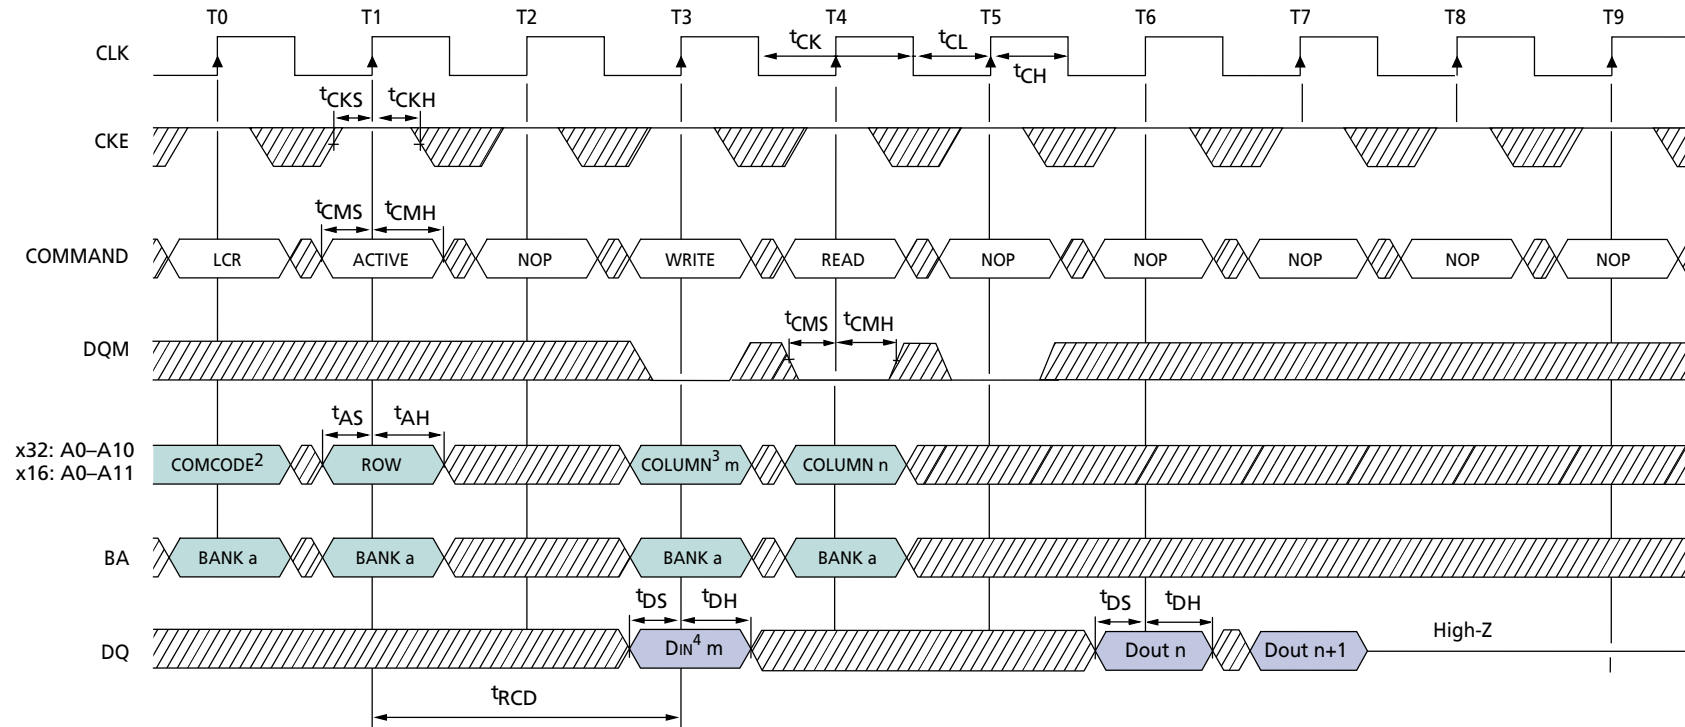 T0 T1 T2 T3 T4 T5 T6 T7 T8 T9
CLK tCK tCL
tCH
tCKS tCKH
CKE
tCMS tCMH
COMMAND LCR ACTIVE NOP WRITE READ NOP NOP NOP NOP NOP
tCMS tCMH
DQM
tAS tAH
x32: A0–A10
x16: A0–A11
COMCODE2 ROW COLUMN3 m COLUMN n
BA BANK a BANK a BANK a BANK a
tDS tDH tDS tDH
DQ DIN4 m Dout n Dout n+1 High-Z
tRCD